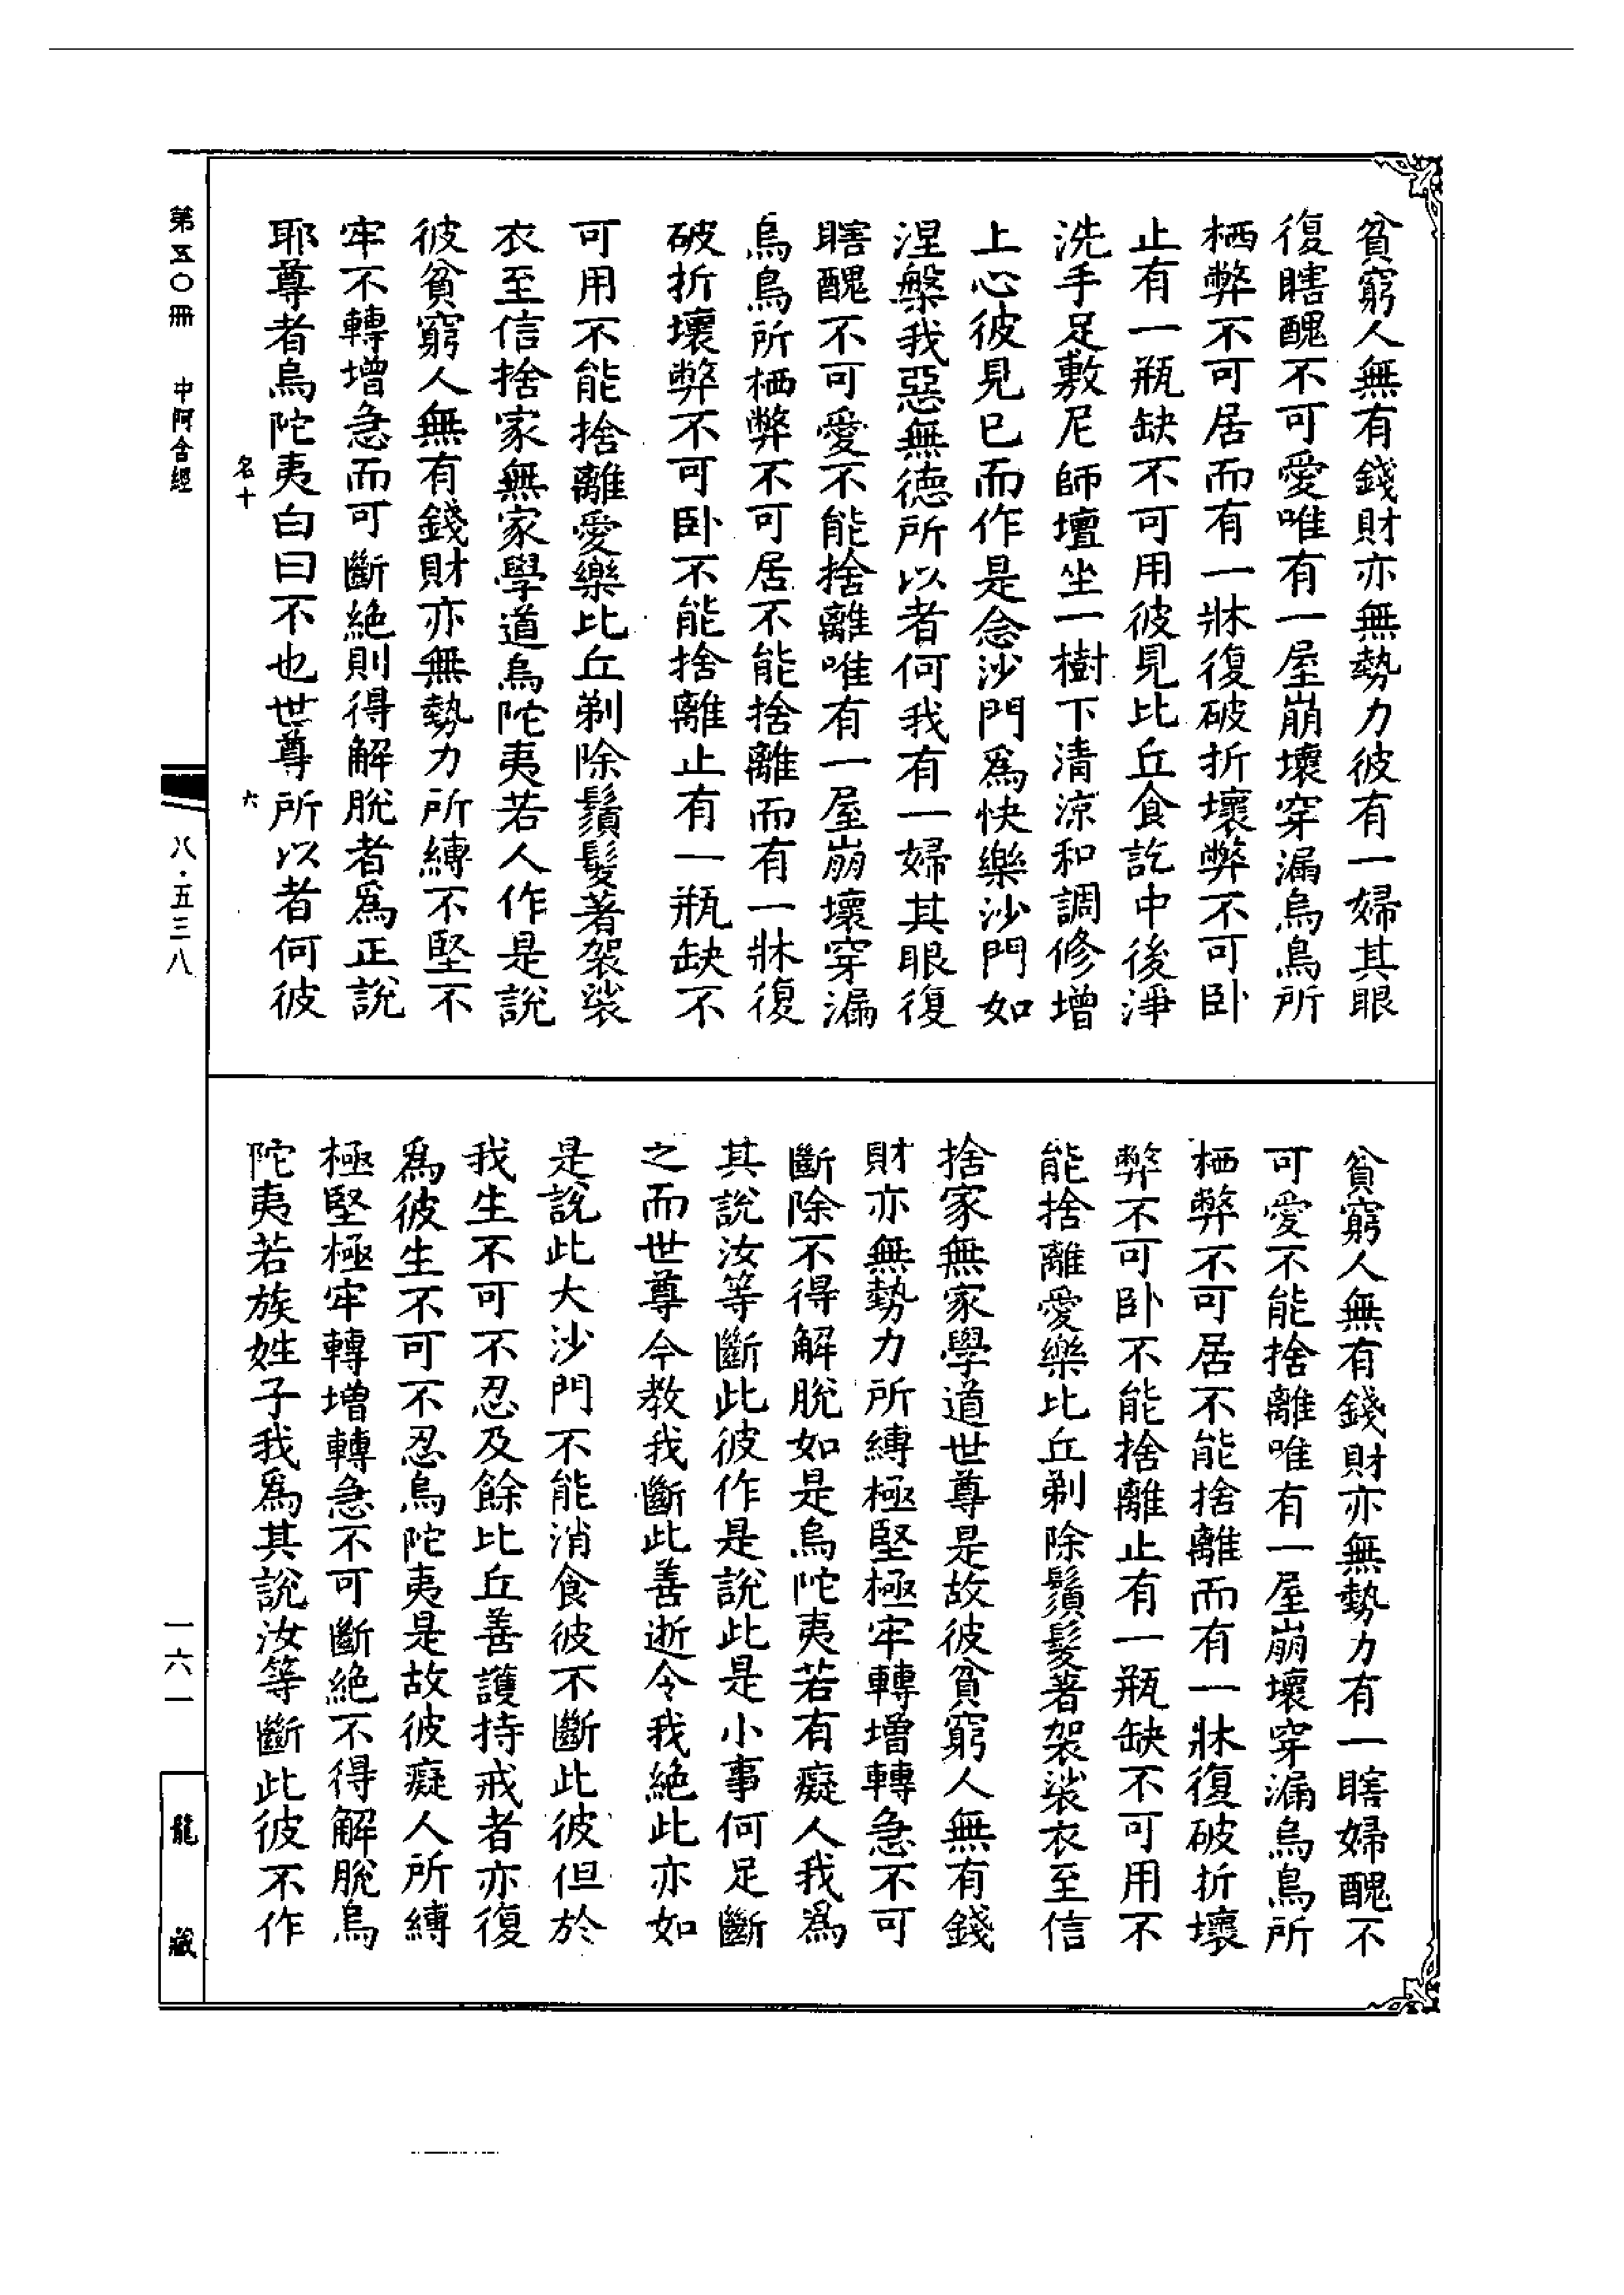 貧窮人無有錢財亦無勢力彼有一婦其眼
復瞎醜不可愛唯有一屋崩壞穿漏烏鳥所
栖弊不可居而有一牀復破折壞弊不可卧
止有一瓶缺不可用彼見比丘食訖中後淨
洗手足敷尼師壇坐一樹下清涼和調修增
上心彼見已而作是念沙門爲快樂沙門如
涅槃我惡無德所以者何我有一婦其眼復
瞎醜不可愛不能捨離唯有一屋崩壞穿漏
烏鳥所栖弊不可居不能捨離而有一牀復
破折壞弊不可卧不能捨離止有一瓶缺不
可用不能捨離愛樂比丘剃除鬚髮著袈裟
衣至信捨家無家學道烏陀夷若人作是說
彼貧窮人無有錢財亦無勢力所縛不堅不
牢不轉增急而可斷絶則得解脫者爲正說
耶尊者烏陀夷白曰不也世尊所以者何彼
名十
六
貧窮人無有錢財亦無勢力有一瞎婦醜不
可愛不能捨離唯有一屋崩壞穿漏烏鳥所
栖弊不可居不能捨離而有一牀復破折壞
弊不可卧不能捨離止有一瓶缺不可用不
能捨離愛樂比丘剃除鬚髮著袈裟衣至信
捨家無家學道世尊是故彼貧窮人無有錢
財亦無勢力所縛極堅極牢轉增轉急不可
斷除不得解脫如是烏陀夷若有癡人我爲
其說汝等斷此彼作是說此是小事何足斷
之而世尊今教我斷此善逝令我絶此亦如
是說此大沙門不能消食彼不斷此彼但於
我生不可不忍及餘比丘善護持戒者亦復
爲彼生不可不忍烏陀夷是故彼癡人所縛
極堅極牢轉增轉急不可斷絶不得解脫烏
陀夷若族姓子我爲其說汝等斷此彼不作
第五〇冊 中阿含經
八·五三八
一六一
龍藏